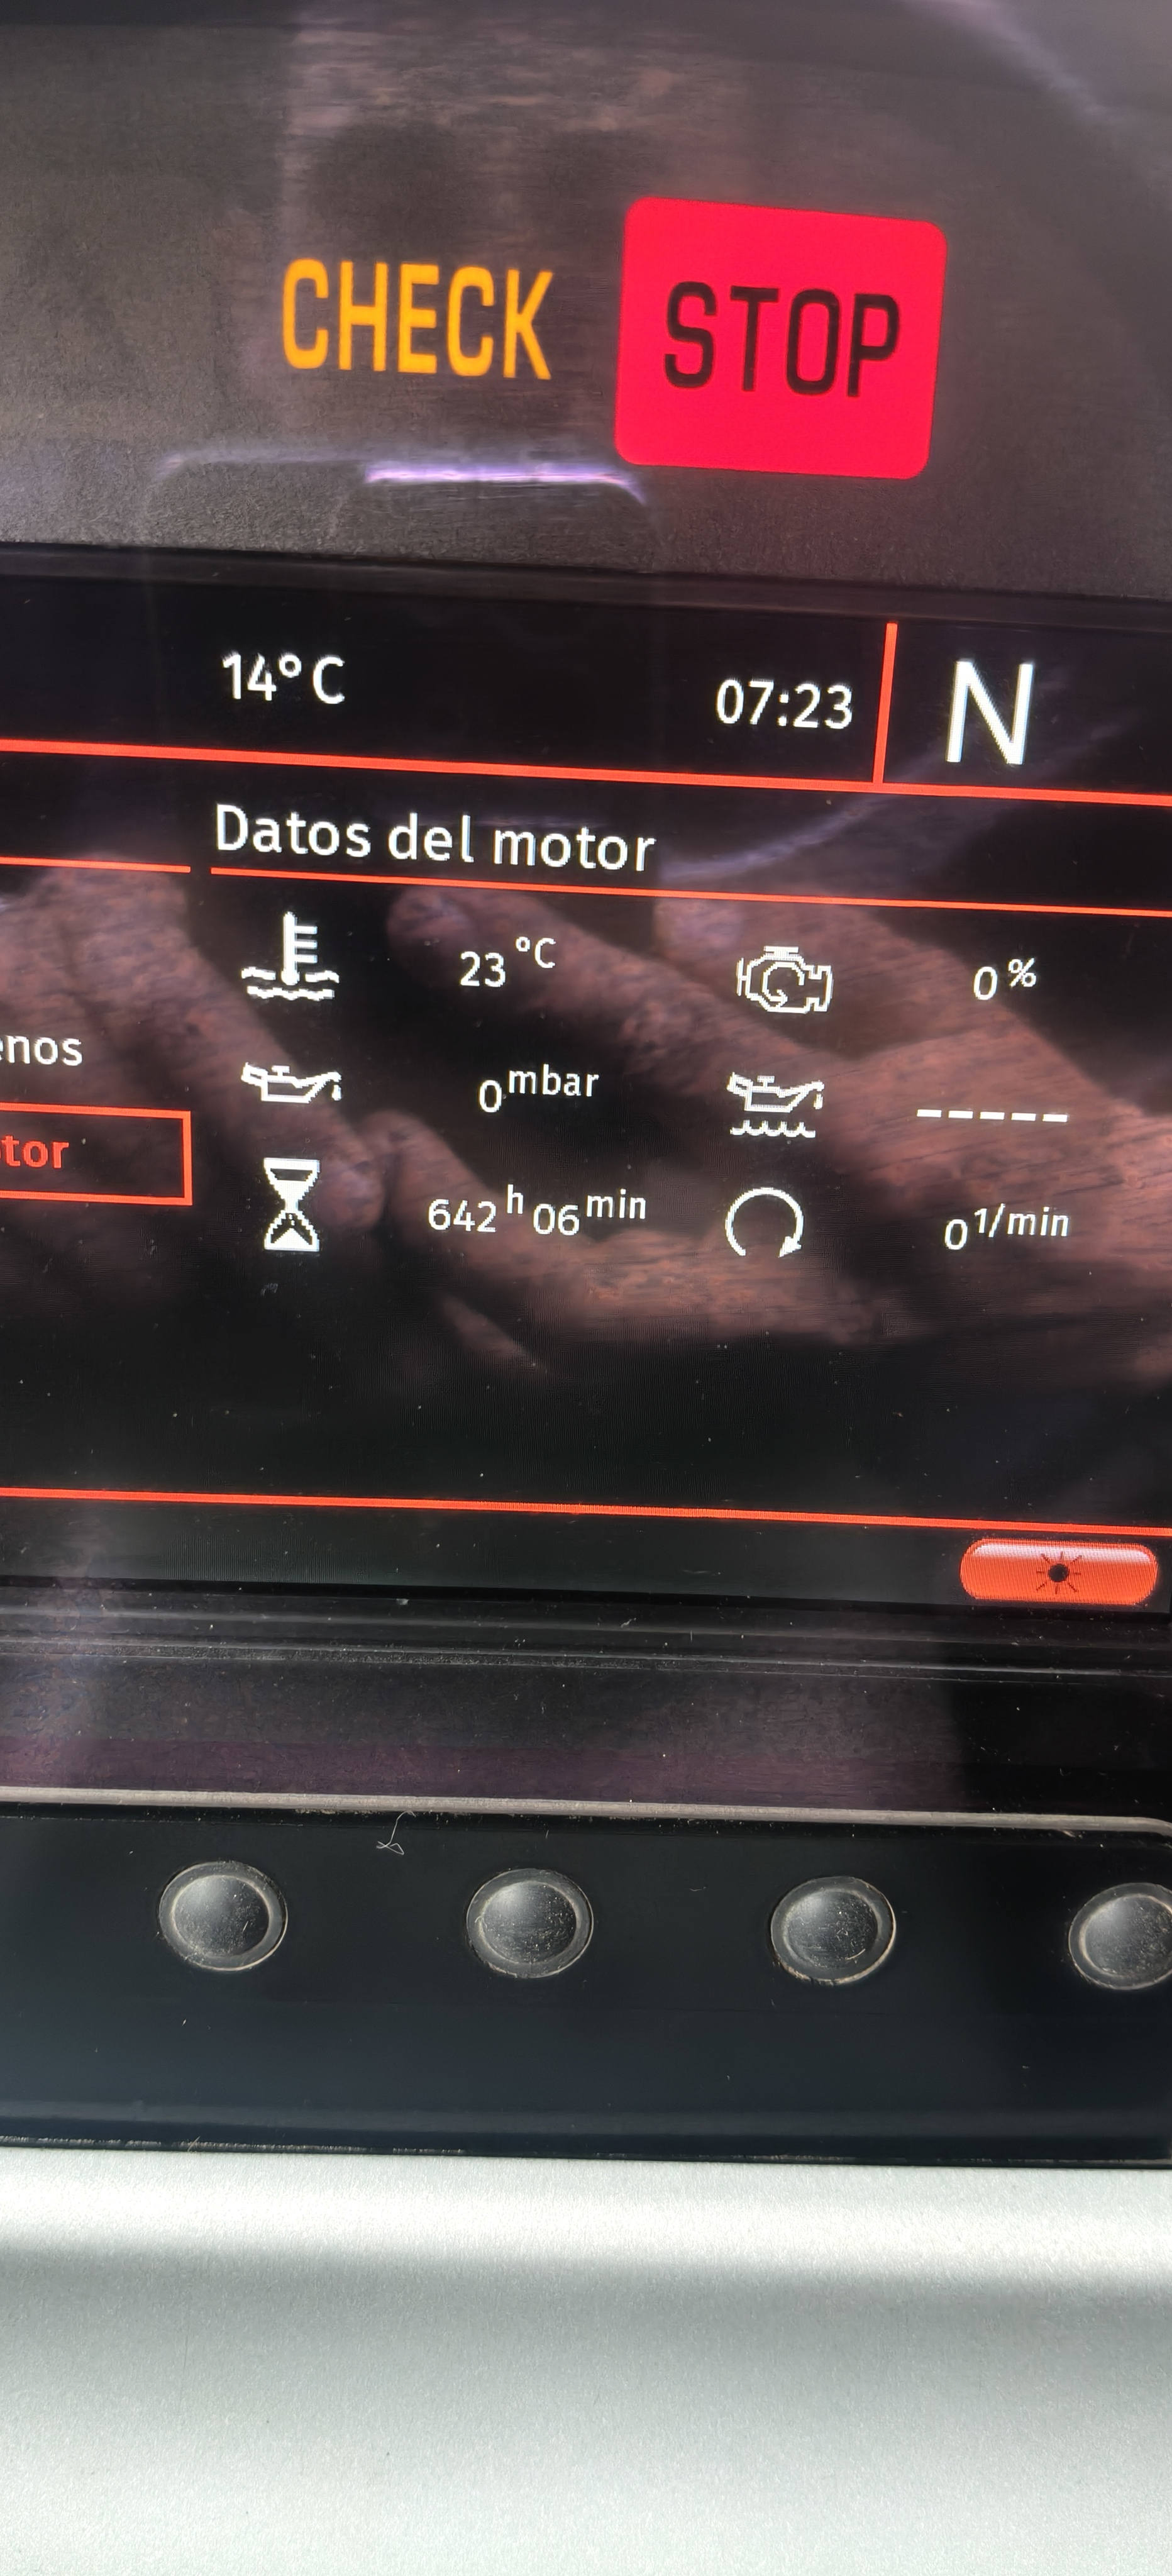 CHECK STOP
14°C 07:23 N
Datos del motor
23 °C 0 %
enos
0 mbar -----
tor
642 h 06 min 0 1/min